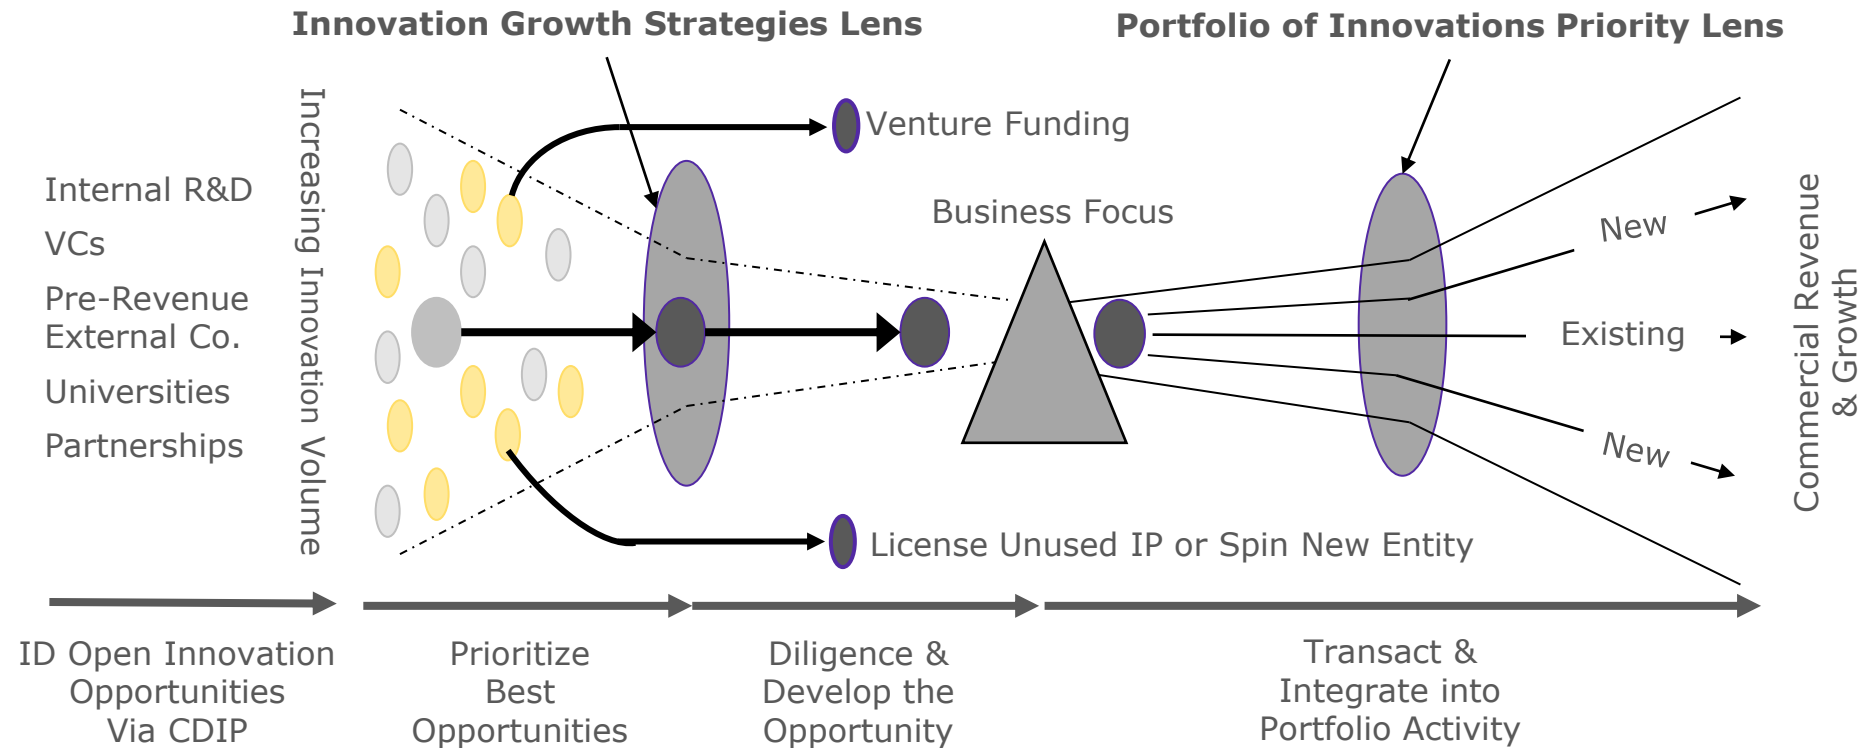 Innovation Growth Strategies Lens
Portfolio of Innovations Priority Lens
Internal R&D
VCs
Pre-Revenue
External Co.
Universities
Partnerships
Increasing Innovation Volume
Venture Funding
Business Focus
License Unused IP or Spin New Entity
New
Existing
New
Commercial Revenue
& Growth
ID Open Innovation
Opportunities
Via CDIP
Prioritize
Best
Opportunities
Diligence &
Develop the
Opportunity
Transact &
Integrate into
Portfolio Activity